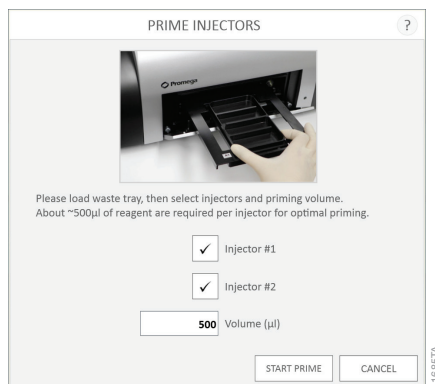 PRIME INJECTORS
?
Promega
Please load waste tray, then select injectors and priming volume.
About ~500µl of reagent are required per injector for optimal priming.
✓ Injector #1
✓ Injector #2
500 Volume (µl)
START PRIME CANCEL